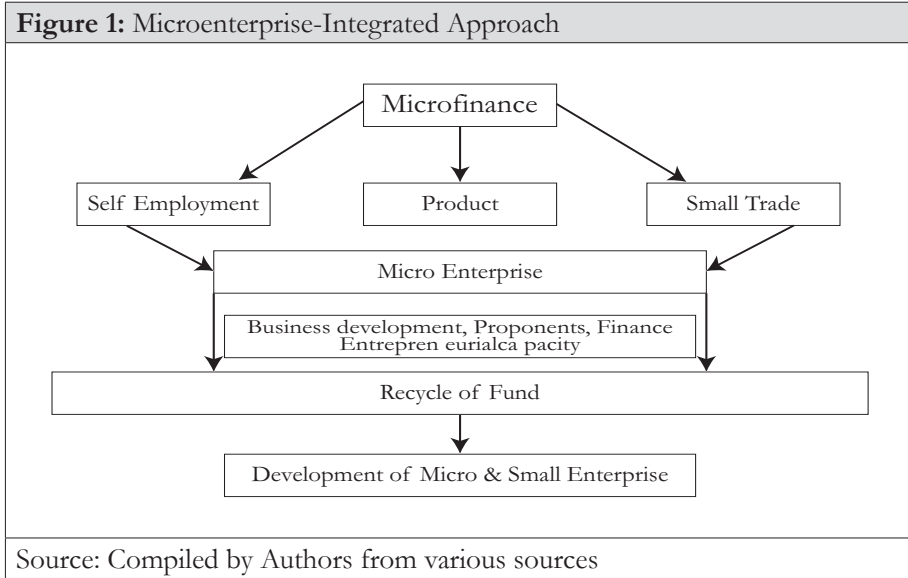 Figure 1: Microenterprise-Integrated Approach
Microfinance
Self Employment
Product
Small Trade
Micro Enterprise
Business development, Proponents, Finance
Entrepren eurialca pacity
Recycle of Fund
Development of Micro & Small Enterprise
Source: Compiled by Authors from various sources